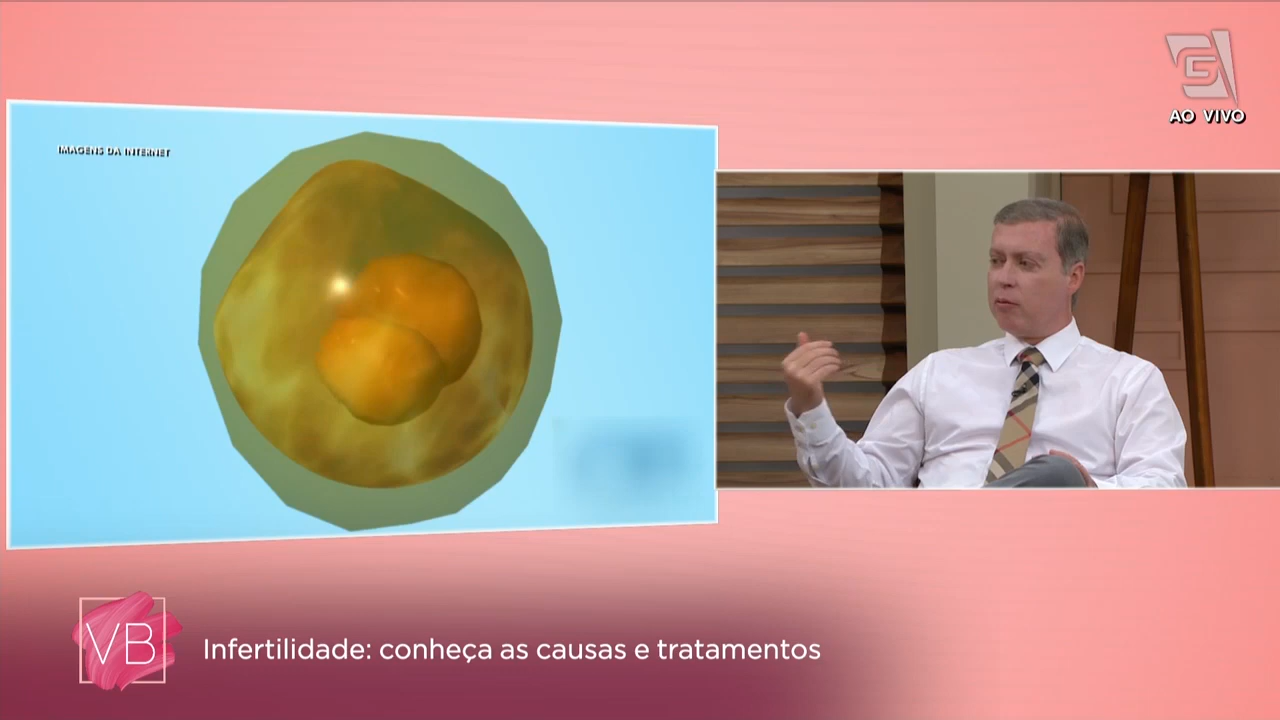 G
AO VIVO
IMAGENS DA INTERNET
VB
Infertilidade: conheça as causas e tratamentos